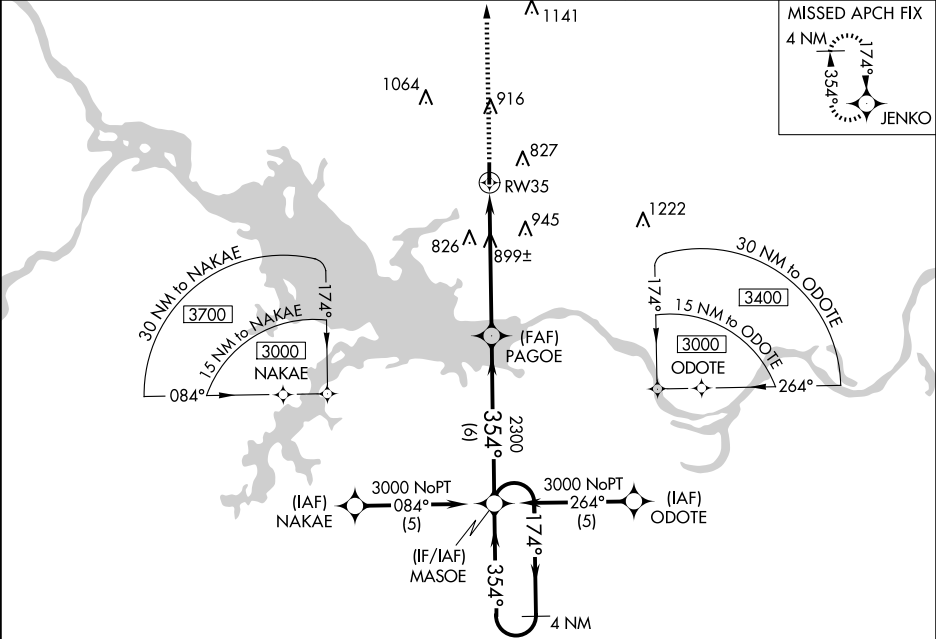 MISSED APCH FIX
4 NM
174°
354°
JENKO
1141
1064
916
827
RW35
945
826
899±
1222
30 NM to NAKAE
3700
15 NM to NAKAE
3000
NAKAE
174°
084°
30 NM to ODOTE
3400
15 NM to ODOTE
3000
ODOTE
174°
264°
(FAF)
PAGOE
2300
354°
(6)
(IAF)
NAKAE
3000 NoPT
084°
(5)
3000 NoPT
264°
(5)
(IAF)
ODOTE
(IF/IAF)
MASOE
174°
354°
4 NM